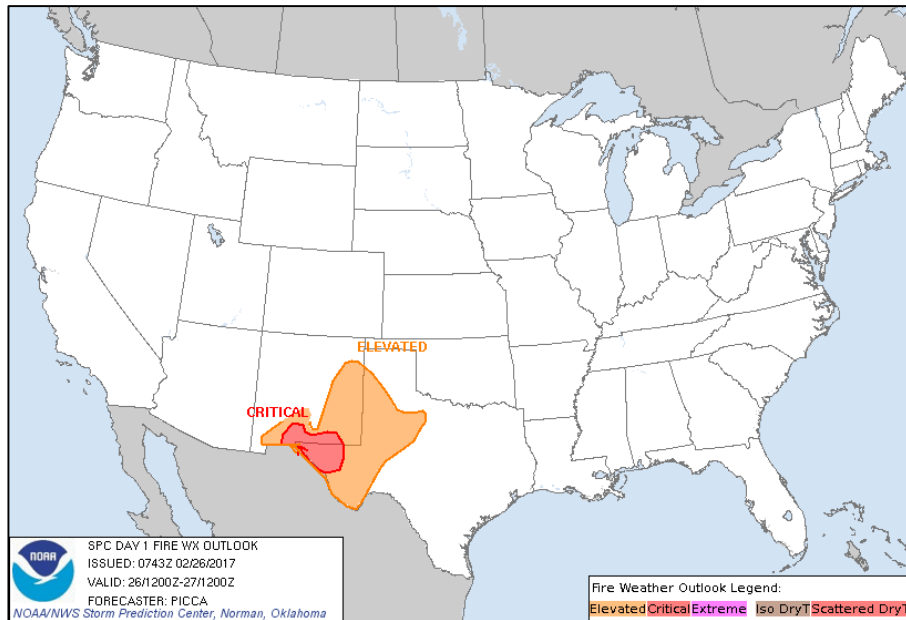 ELEVATED
CRITICAL
NOAA
SPC DAY 1 FIRE WX OUTLOOK
ISSUED: 0743Z 02/26/2017
VALID: 26/1200Z-27/1200Z
FORECASTER: PICCA
NOAA/NWS Storm Prediction Center, Norman, Oklahoma
Fire Weather Outlook Legend:
Elevated Critical Extreme Iso DryT Scattered DryT